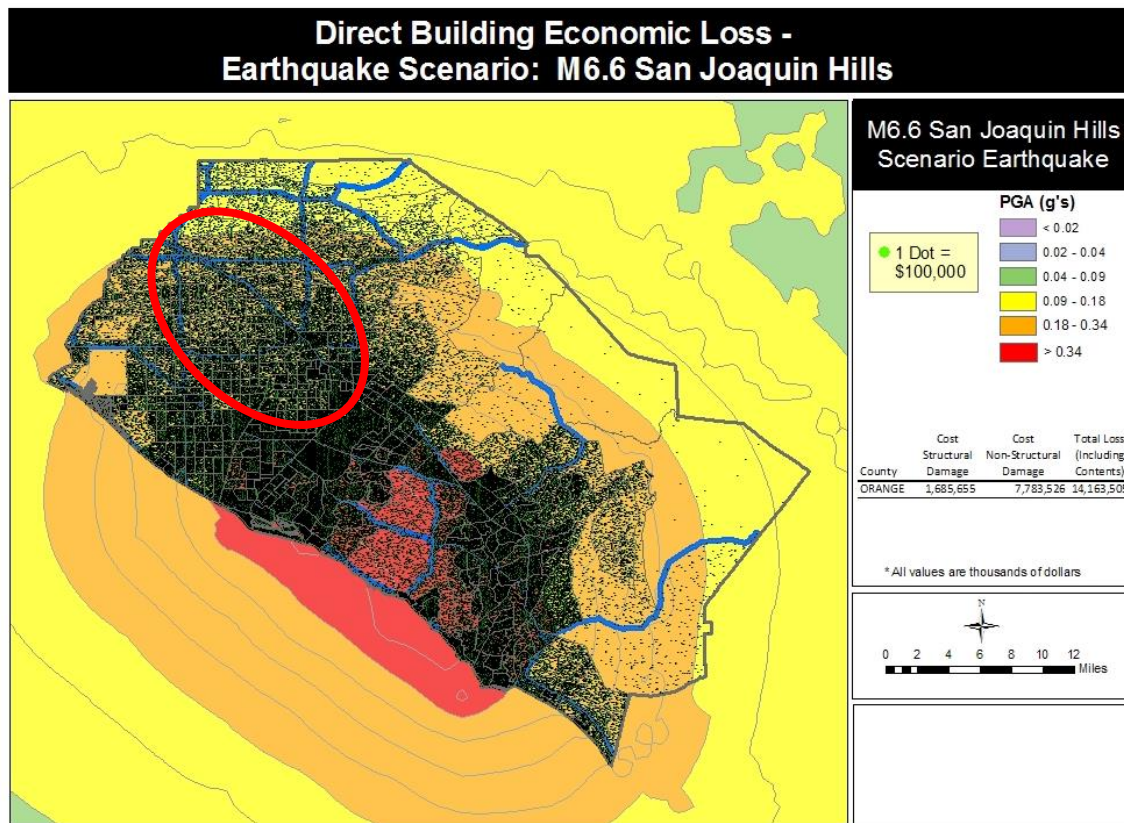 Direct Building Economic Loss -
Earthquake Scenario: M6.6 San Joaquin Hills
M6.6 San Joaquin Hills
Scenario Earthquake
PGA (g's)
1 Dot =
$100,000
< 0.02
0.02 - 0.04
0.04 - 0.09
0.09 - 0.18
0.18 - 0.34
> 0.34
Cost Cost Total Loss
Structural Non-Structural (Including
County Damage Damage Contents)
ORANGE 1,685,655 7,783,526 14,163,505
* All values are thousands of dollars
N
0 2 4 6 8 10 12
Miles